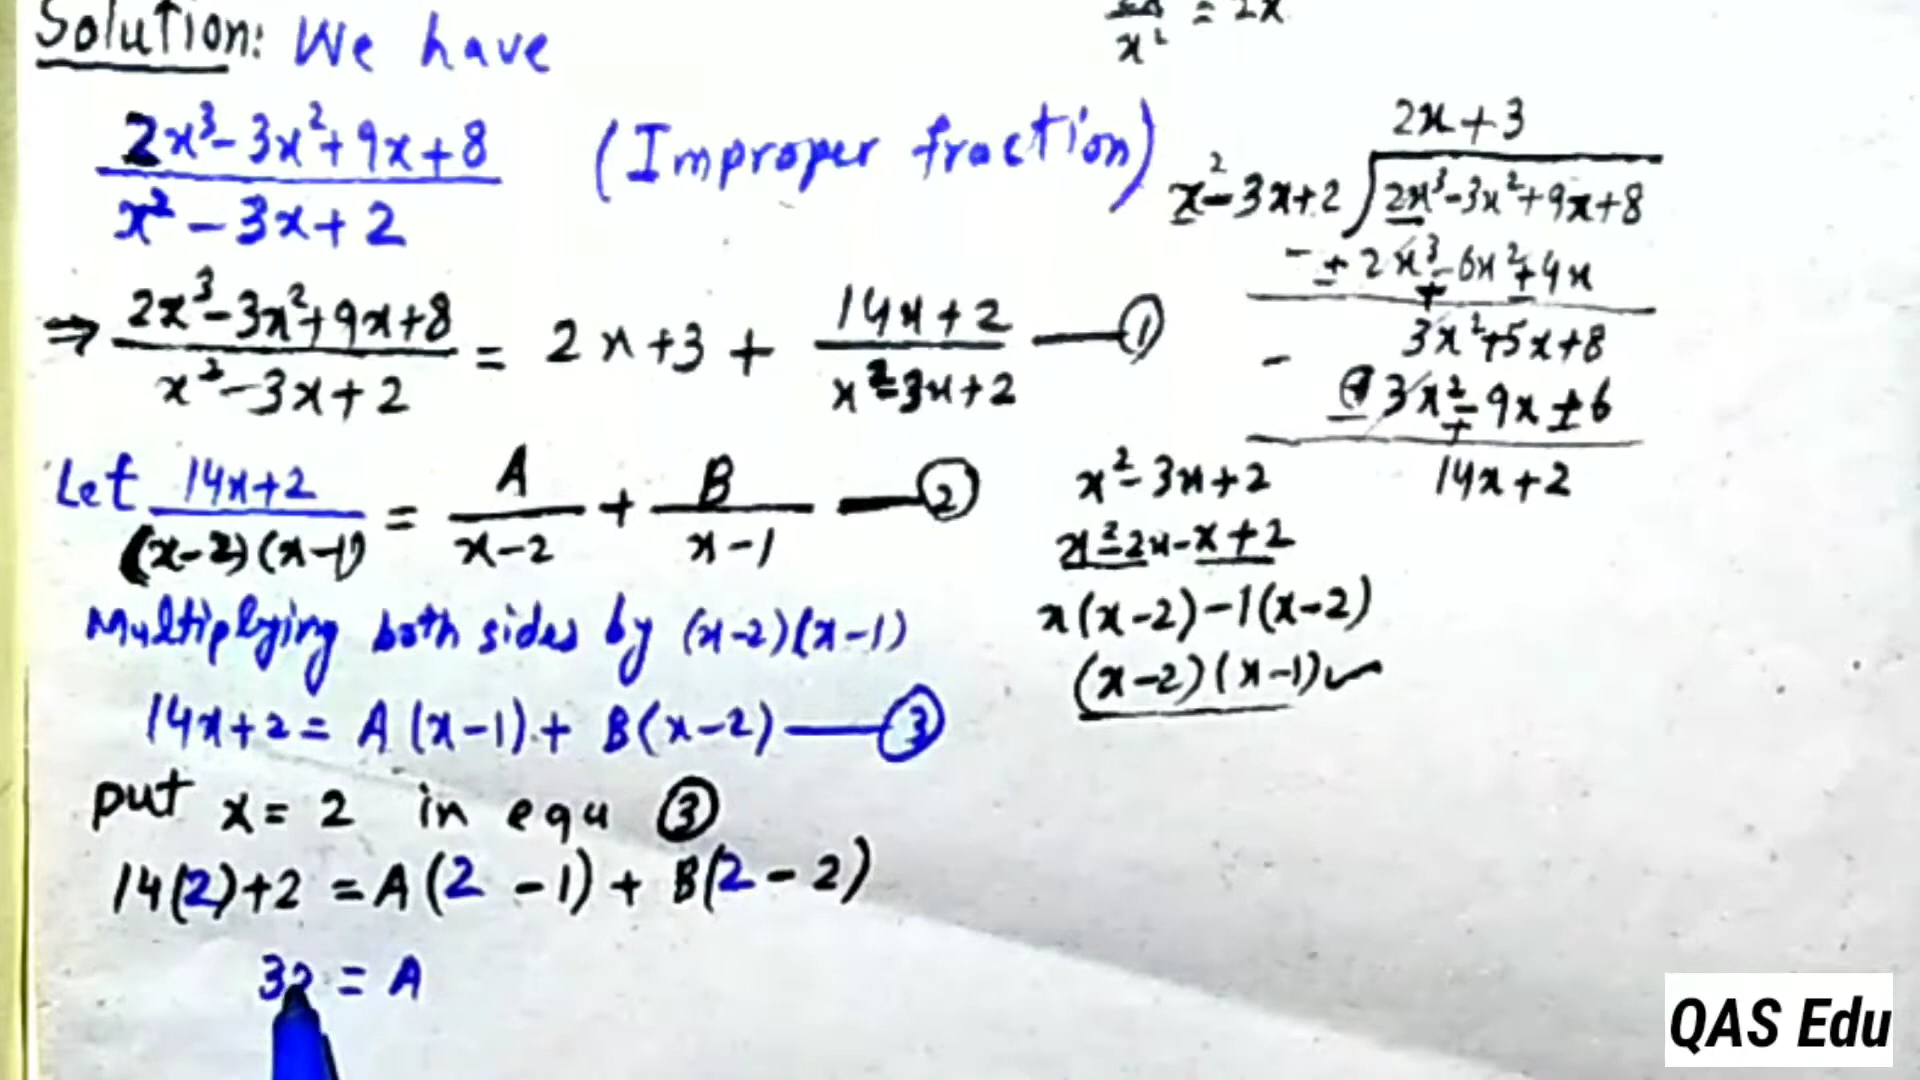 Solution: We have
2x³-3x²+9x+8 / x²-3x+2 (Improper fraction)
⇒ 2x³-3x²+9x+8 / x²-3x+2 = 2x+3 + 14x+2 / x²-3x+2 — ①
Let 14x+2 / (x-2)(x-1) = A / x-2 + B / x-1 — ②
Multiplying both sides by (x-2)(x-1)
14x+2 = A(x-1)+ B(x-2) — ③
put x=2 in equ ③
14(2)+2 = A(2-1)+ B(2-2)
= A
x² = 2x
2x+3
x²-3x+2 ) 2x³-3x²+9x+8
- ± 2x³ - 6x² + 4x
3x²+5x+8
- 3x² - 9x ± 6
14x+2
x²-3x+2
x²-2x-x+2
x(x-2)-1(x-2)
(x-2)(x-1)✓
QAS Edu